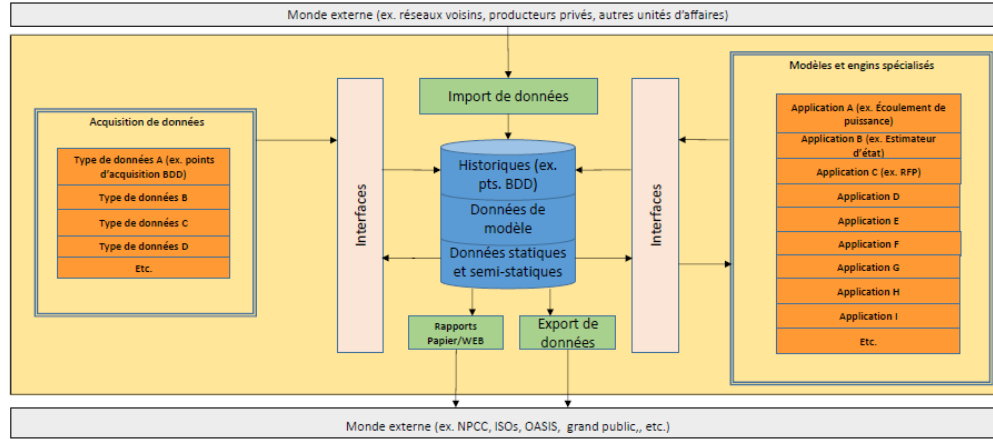 Monde externe (ex. réseaux voisins, producteurs privés, autres unités d’affaires)
Acquisition de données
Type de données A (ex. points
d’acquisition BDD)
Type de données B
Type de données C
Type de données D
Etc.
Interfaces
Import de données
Historiques (ex.
pts. BDD)
Données de
modèle
Données statiques
et semi-statiques
Rapports
Papier/WEB
Export de
données
Interfaces
Modèles et engins spécialisés
Application A (ex. Écoulement de
puissance)
Application B (ex. Estimateur
d’état)
Application C (ex. RFP)
Application D
Application E
Application F
Application G
Application H
Application I
Etc.
Monde externe (ex. NPCC, ISOs, OASIS, grand public,, etc.)